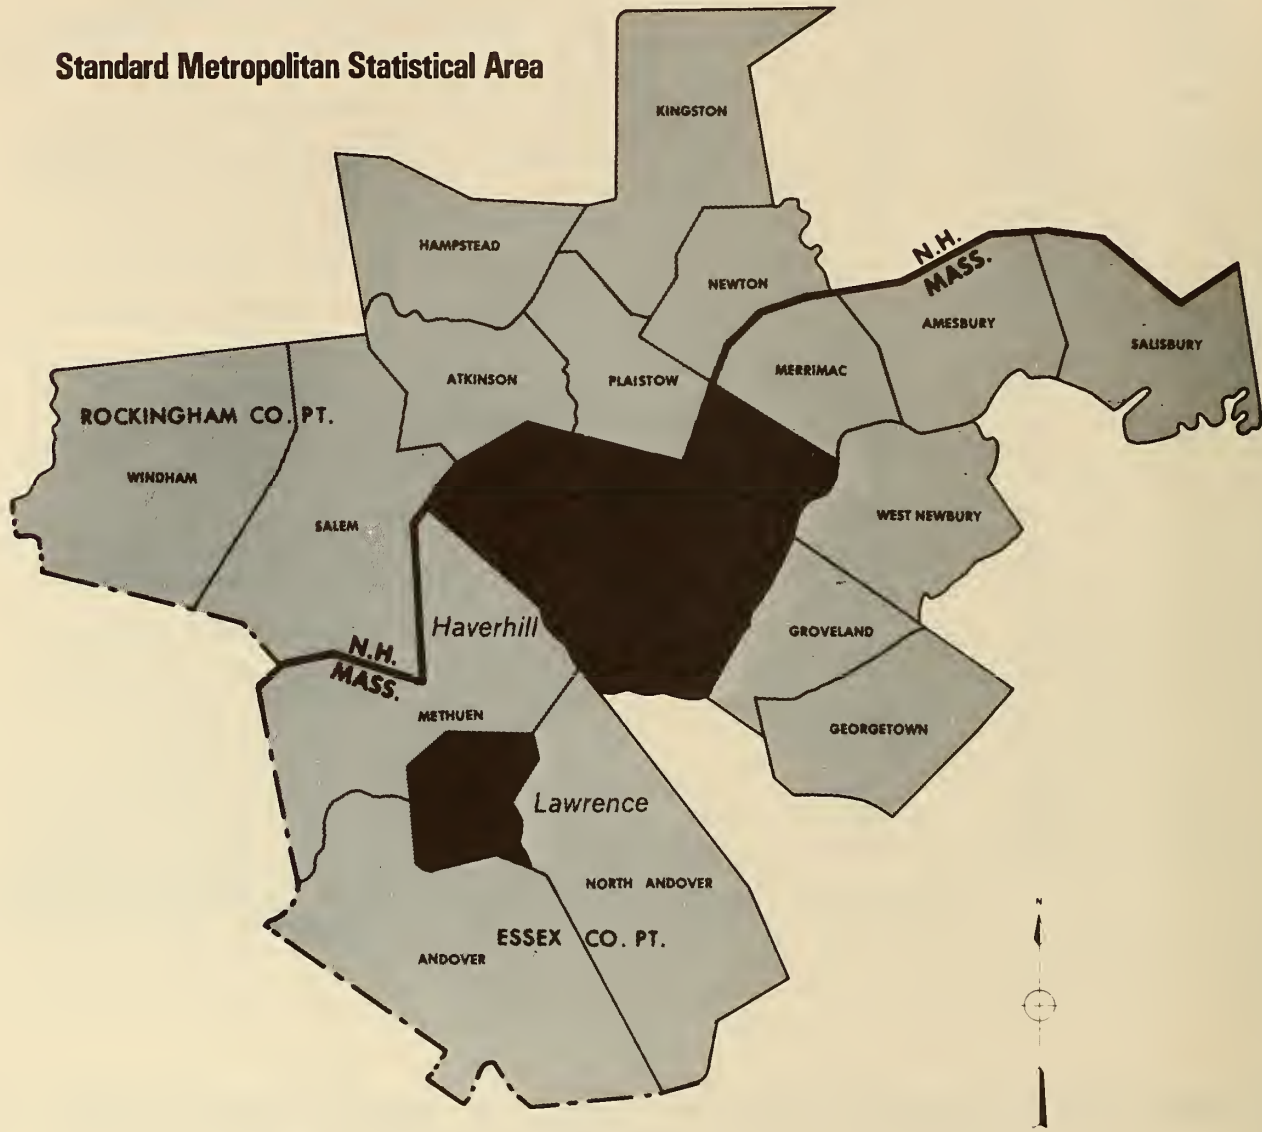 Standard Metropolitan Statistical Area
KINGSTON
HAMPSTEAD
N.H.
MASS.
NEWTON
AMESBURY
SALISBURY
ATKINSON
PLAISTOW
MERRIMAC
ROCKINGHAM CO. PT.
WINDHAM
SALEM
WEST NEWBURY
Haverhill
GROVELAND
N.H.
MASS.
METHUEN
GEORGETOWN
Lawrence
NORTH ANDOVER
ESSEX CO. PT.
ANDOVER
N